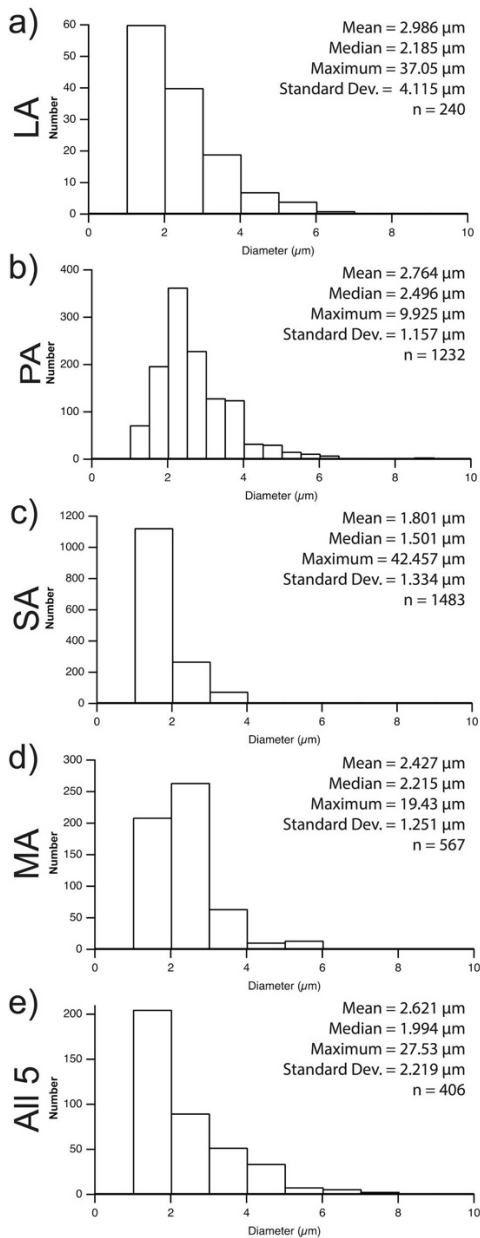 a)
LA
Number
60
50
40
30
20
10
0
Mean = 2.986 µm
Median = 2.185 µm
Maximum = 37.05 µm
Standard Dev. = 4.115 µm
n = 240
0 2 4 6 8 10
Diameter (µm)
b)
PA
Number
400
300
200
100
0
Mean = 2.764 µm
Median = 2.496 µm
Maximum = 9.925 µm
Standard Dev. = 1.157 µm
n = 1232
0 2 4 6 8 10
Diameter (µm)
c)
SA
Number
1200
1000
800
600
400
200
0
Mean = 1.801 µm
Median = 1.501 µm
Maximum = 42.457 µm
Standard Dev. = 1.334 µm
n = 1483
0 2 4 6 8 10
Diameter (µm)
d)
MA
Number
300
250
200
150
100
50
0
Mean = 2.427 µm
Median = 2.215 µm
Maximum = 19.43 µm
Standard Dev. = 1.251 µm
n = 567
0 2 4 6 8 10
Diameter (µm)
e)
All 5
Number
200
150
100
50
0
Mean = 2.621 µm
Median = 1.994 µm
Maximum = 27.53 µm
Standard Dev. = 2.219 µm
n = 406
0 2 4 6 8 10
Diameter (µm)